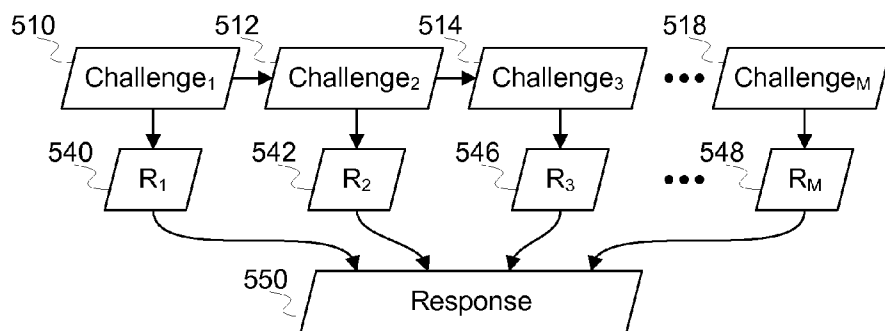 510 512 514 518
Challenge₁ Challenge₂ Challenge₃ ••• Challenge_M
540 542 546 548
R₁ R₂ R₃ ••• R_M
550
Response